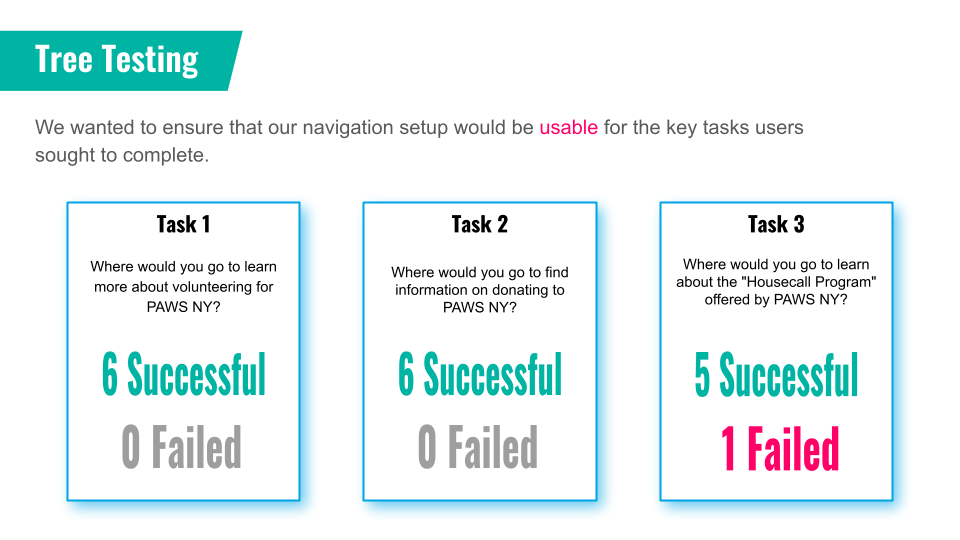 Tree Testing
We wanted to ensure that our navigation setup would be usable for the key tasks users
sought to complete.
Task 1
Where would you go to learn
more about volunteering for
PAWS NY?
6 Successful
0 Failed
Task 2
Where would you go to find
information on donating to
PAWS NY?
6 Successful
0 Failed
Task 3
Where would you go to learn
about the "Housecall Program"
offered by PAWS NY?
5 Successful
1 Failed